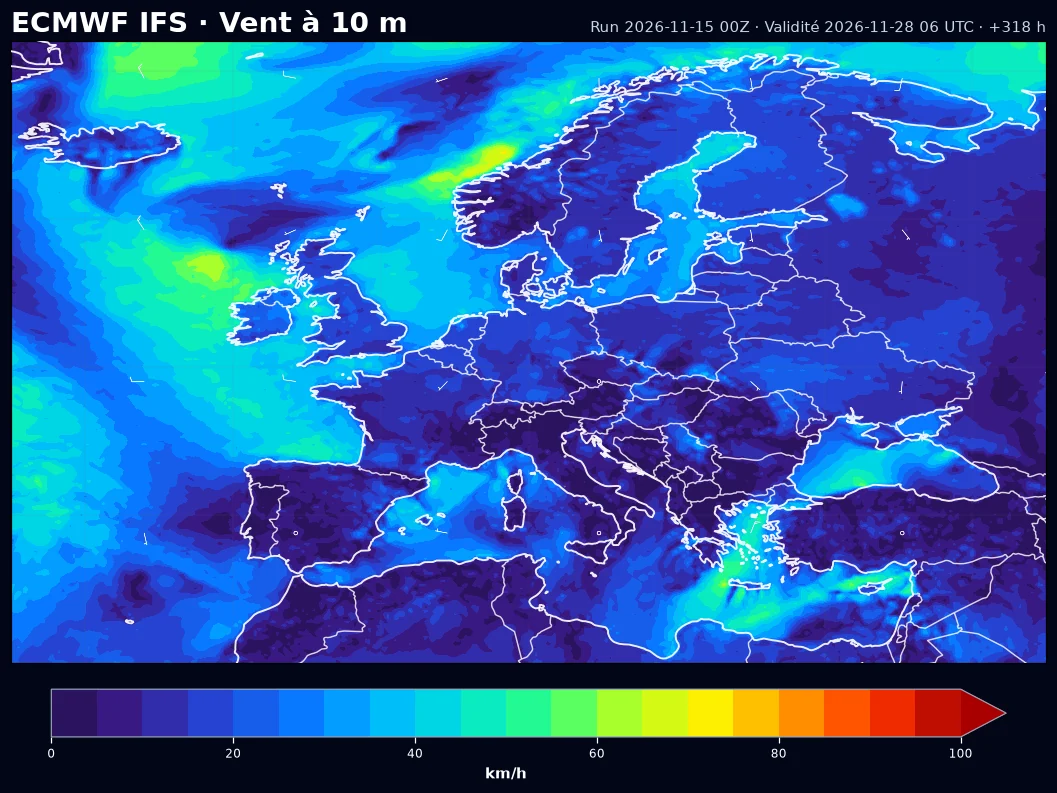 ECMWF IFS · Vent à 10 m
Run 2026-11-15 00Z · Validité 2026-11-28 06 UTC · +318 h
0 20 40 60 80 100
km/h